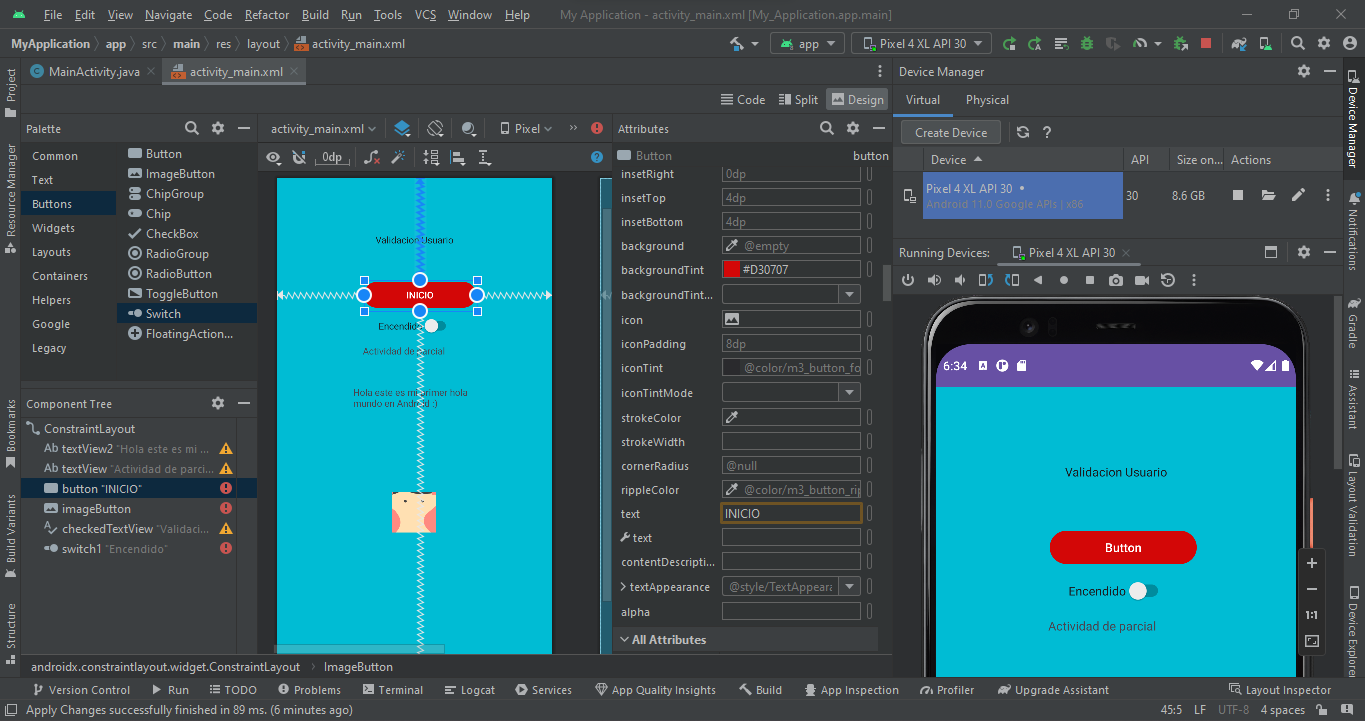 File Edit View Navigate Code Refactor Build Run Tools VCS Window Help My Application - activity_main.xml [My_Application.app.main]
MyApplication app src main res layout activity_main.xml app Pixel 4 XL API 30
MainActivity.java activity_main.xml
Code Split Design
Project
Resource Manager
Bookmarks
Build Variants
Structure
Palette
Common
Text
Buttons
Widgets
Layouts
Containers
Helpers
Google
Legacy
Button
ImageButton
ChipGroup
Chip
CheckBox
RadioGroup
RadioButton
ToggleButton
Switch
FloatingAction...
Component Tree
ConstraintLayout
Ab textView2 "Hola este es mi ...
Ab textView "Actividad de parci...
button "INICIO"
imageButton
checkedTextView "Validaci...
switch1 "Encendido"
activity_main.xml Pixel
0dp
Validacion Usuario
INICIO
Encendido
Actividad de parcial
Hola este es mi primer hola
mundo en Android :)
Attributes
Button button
insetRight 0dp
insetTop 4dp
insetBottom 4dp
background @empty
backgroundTint #D30707
backgroundTint...
icon
iconPadding 8dp
iconTint @color/m3_button_fo
iconTintMode
strokeColor
strokeWidth
cornerRadius @null
rippleColor @color/m3_button_rip
text INICIO
text
contentDescripti...
textAppearance @style/TextAppeara
alpha
All Attributes
Device Manager
Virtual Physical
Create Device ?
Device API Size on... Actions
Pixel 4 XL API 30
Android 11.0 Google APIs | x86
30 8.6 GB
Running Devices: Pixel 4 XL API 30
6:34
Validacion Usuario
Button
Encendido
Actividad de parcial
1:1
Device Manager
Notifications
Gradle
Assistant
Layout Validation
Device Explorer
androidx.constraintlayout.widget.ConstraintLayout ImageButton
Version Control Run TODO Problems Terminal Logcat Services App Quality Insights Build App Inspection Profiler Upgrade Assistant Layout Inspector
Apply Changes successfully finished in 89 ms. (6 minutes ago) 45:5 LF UTF-8 4 spaces